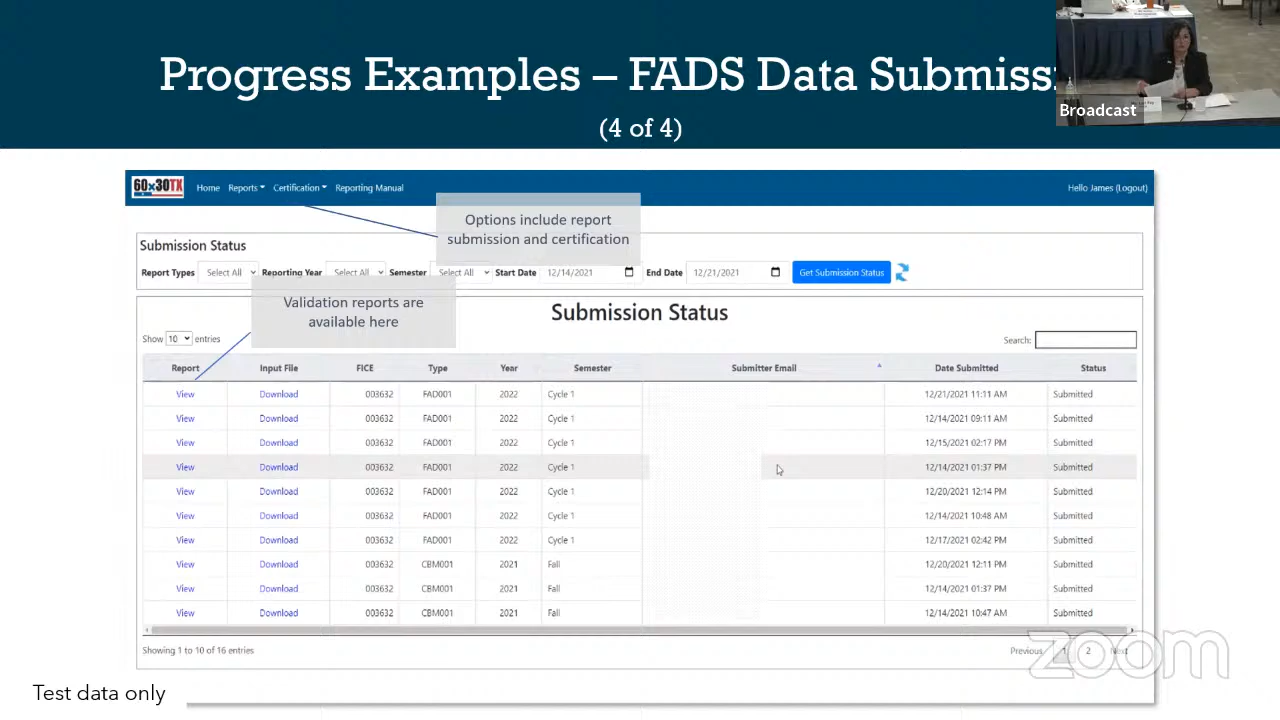 Progress Examples – FADS Data Submissi
(4 of 4)
Broadcast
60x30TX Home Reports Certification Reporting Manual Hello James (Logout)
Options include report
submission and certification
Submission Status
Report Types Select All Reporting Year Select All Semester Select All Start Date 12/14/2021 End Date 12/21/2021 Get Submission Status
Validation reports are
available here
Submission Status
Show 10 entries Search:
Report Input File FICE Type Year Semester Submitter Email Date Submitted Status
View Download 003632 FAD001 2022 Cycle 1 12/21/2021 11:11 AM Submitted
View Download 003632 FAD001 2022 Cycle 1 12/14/2021 09:11 AM Submitted
View Download 003632 FAD001 2022 Cycle 1 12/15/2021 02:17 PM Submitted
View Download 003632 FAD001 2022 Cycle 1 12/14/2021 01:37 PM Submitted
View Download 003632 FAD001 2022 Cycle 1 12/20/2021 12:14 PM Submitted
View Download 003632 FAD001 2022 Cycle 1 12/14/2021 10:48 AM Submitted
View Download 003632 FAD001 2022 Cycle 1 12/17/2021 02:42 PM Submitted
View Download 003632 CBM001 2021 Fall 12/20/2021 12:11 PM Submitted
View Download 003632 CBM001 2021 Fall 12/14/2021 01:37 PM Submitted
View Download 003632 CBM001 2021 Fall 12/14/2021 10:47 AM Submitted
Showing 1 to 10 of 16 entries Previous 1 2 Next
zoom
Test data only